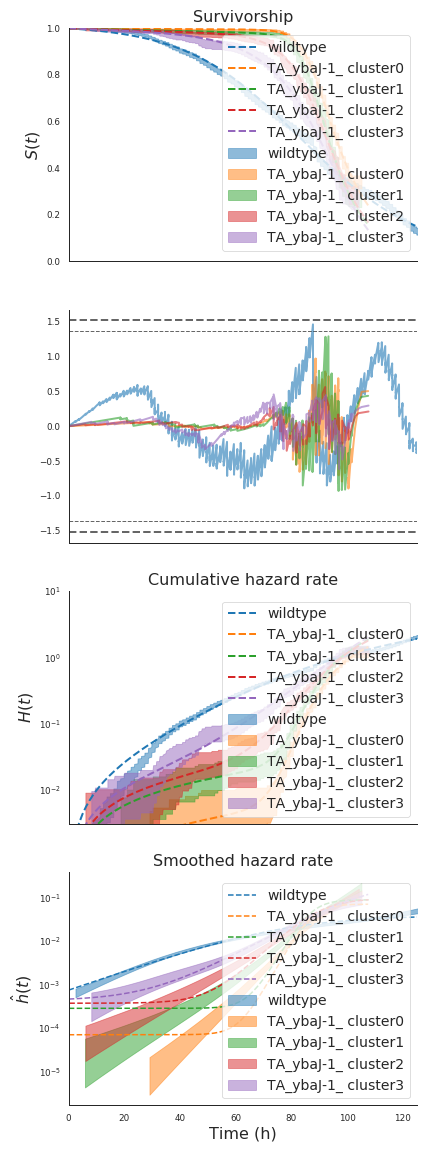 Survivorship
1.0
0.8
0.6
0.4
0.2
0.0
S(t)
wildtype
TA_ybaJ-1_ cluster0
TA_ybaJ-1_ cluster1
TA_ybaJ-1_ cluster2
TA_ybaJ-1_ cluster3
wildtype
TA_ybaJ-1_ cluster0
TA_ybaJ-1_ cluster1
TA_ybaJ-1_ cluster2
TA_ybaJ-1_ cluster3
1.5
1.0
0.5
0.0
−0.5
−1.0
−1.5
Cumulative hazard rate
10¹
10⁰
10⁻¹
10⁻²
H(t)
wildtype
TA_ybaJ-1_ cluster0
TA_ybaJ-1_ cluster1
TA_ybaJ-1_ cluster2
TA_ybaJ-1_ cluster3
wildtype
TA_ybaJ-1_ cluster0
TA_ybaJ-1_ cluster1
TA_ybaJ-1_ cluster2
TA_ybaJ-1_ cluster3
Smoothed hazard rate
10⁻¹
10⁻²
10⁻³
10⁻⁴
10⁻⁵
ĥ(t)
wildtype
TA_ybaJ-1_ cluster0
TA_ybaJ-1_ cluster1
TA_ybaJ-1_ cluster2
TA_ybaJ-1_ cluster3
wildtype
TA_ybaJ-1_ cluster0
TA_ybaJ-1_ cluster1
TA_ybaJ-1_ cluster2
TA_ybaJ-1_ cluster3
0 20 40 60 80 100 120
Time (h)